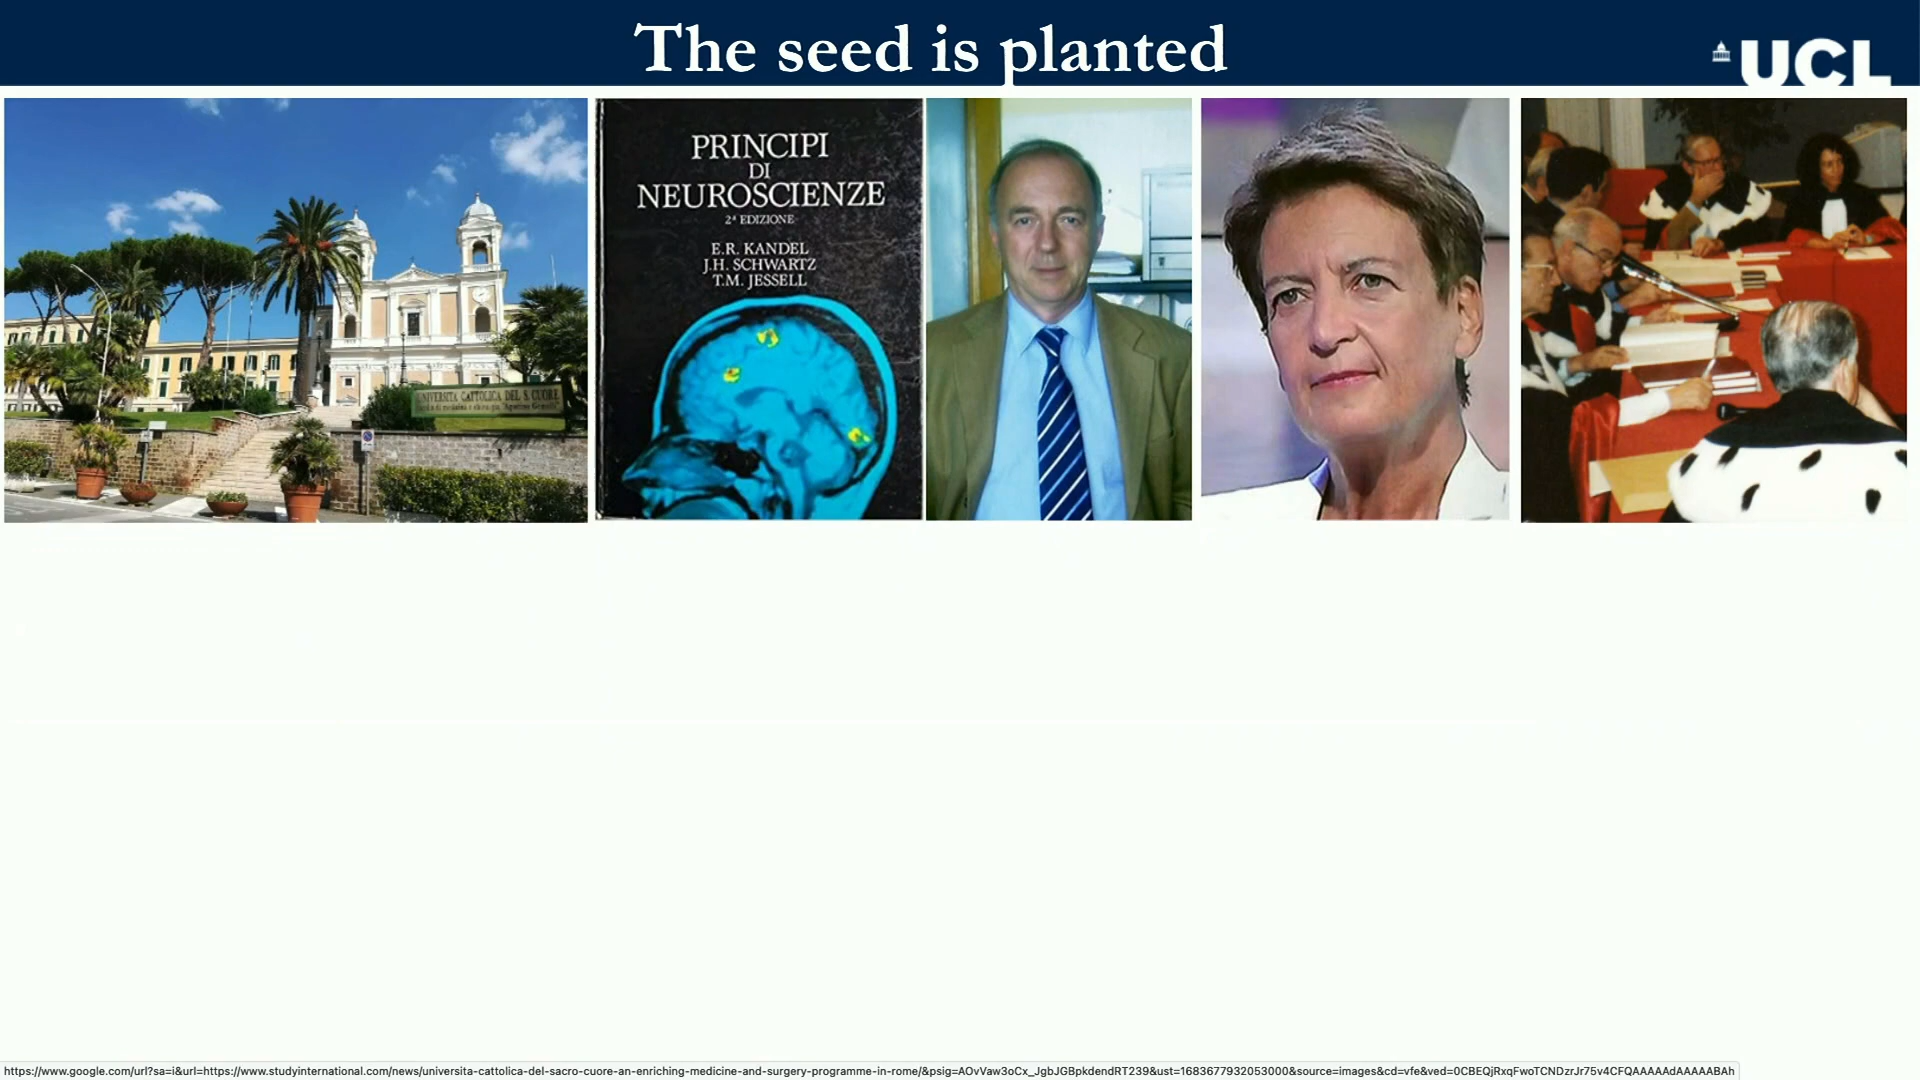 The seed is planted
UCL
PRINCIPI
DI
NEUROSCIENZE
2ª EDIZIONE
E.R. KANDEL
J.H. SCHWARTZ
T.M. JESSELL
UNIVERSITA CATTOLICA DEL S. CUORE
https://www.google.com/url?sa=i&url=https://www.studyinternational.com/news/universita-cattolica-del-sacro-cuore-an-enriching-medicine-and-surgery-programme-in-rome/&psig=AOvVaw3oCx_JgbJGBpkdendRT239&ust=1683677932053000&source=images&cd=vfe&ved=0CBEQjRxqFwoTCNDzrJr75v4CFQAAAAAdAAAAABAh